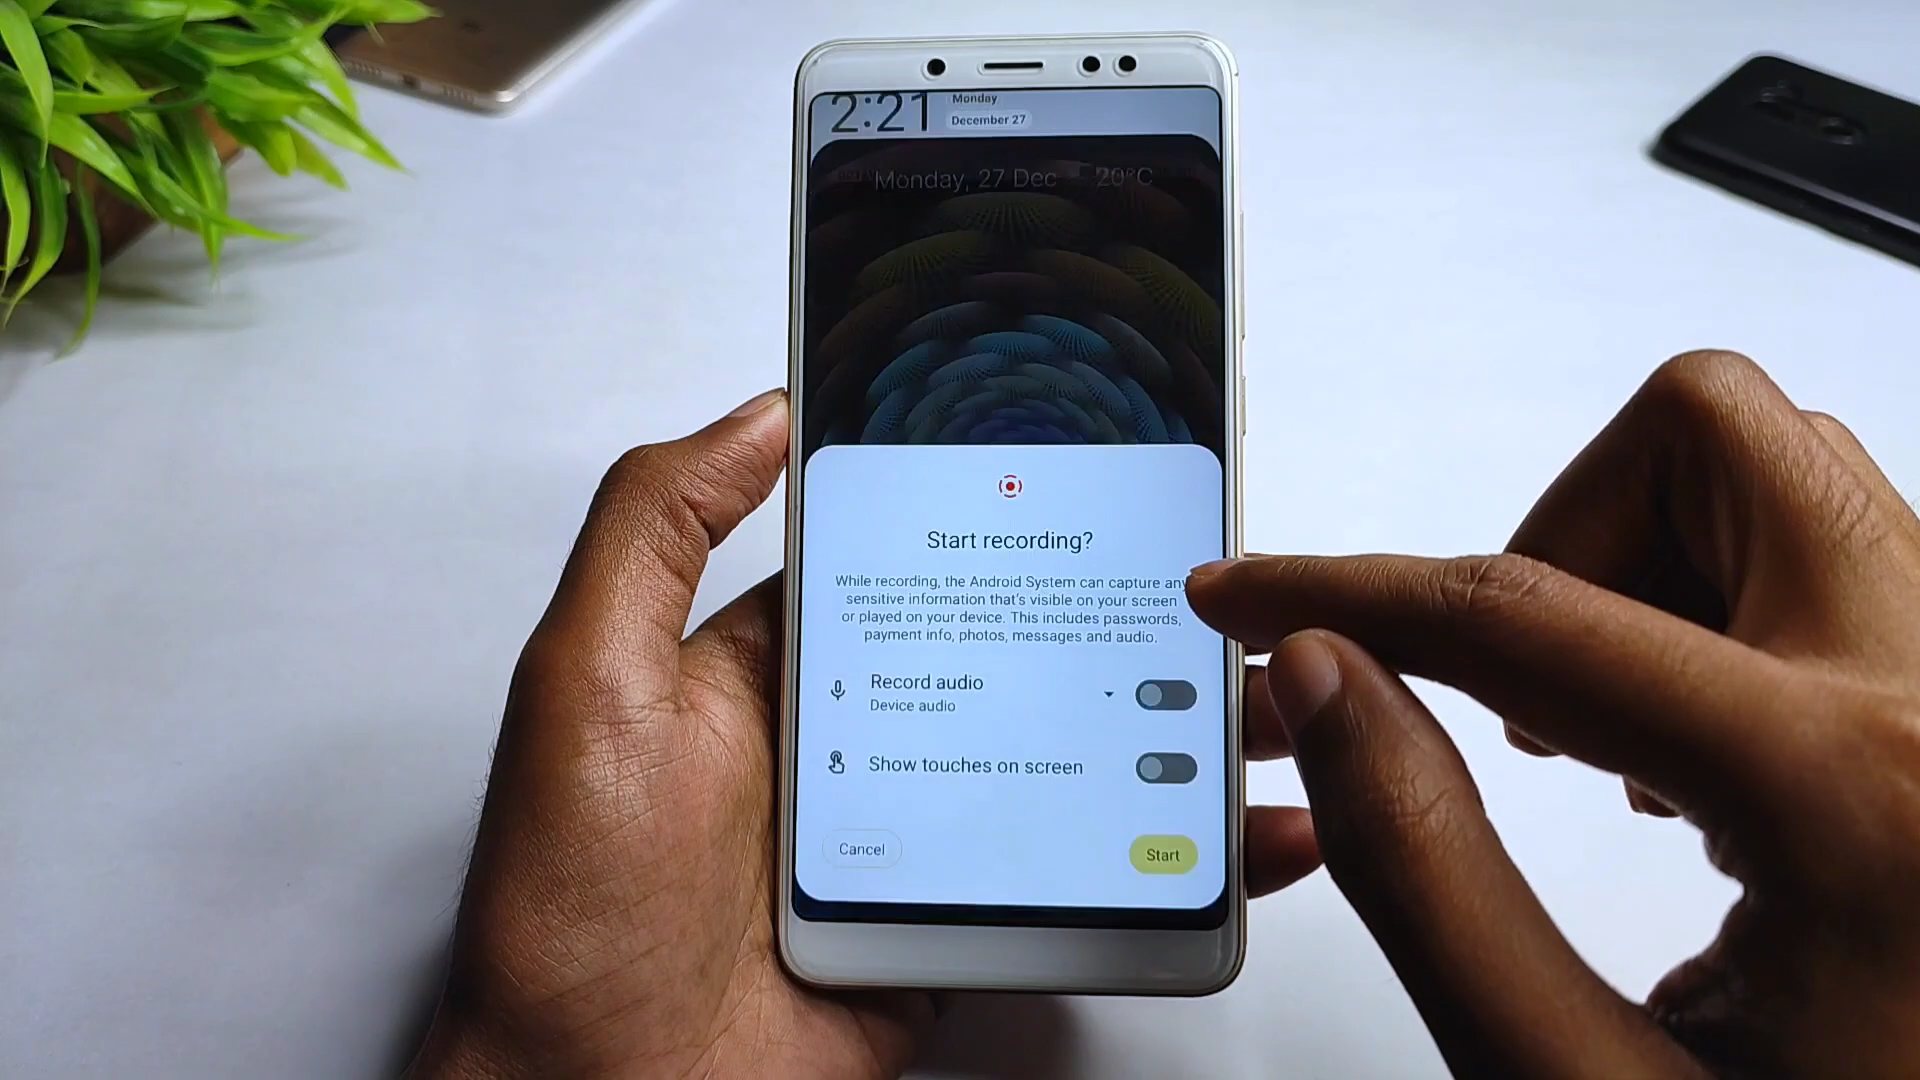 2:21
Monday
December 27
Monday, 27 Dec
20°C
Start recording?
While recording, the Android System can capture any
sensitive information that's visible on your screen
or played on your device. This includes passwords,
payment info, photos, messages and audio.
Record audio
Device audio
Show touches on screen
Cancel
Start